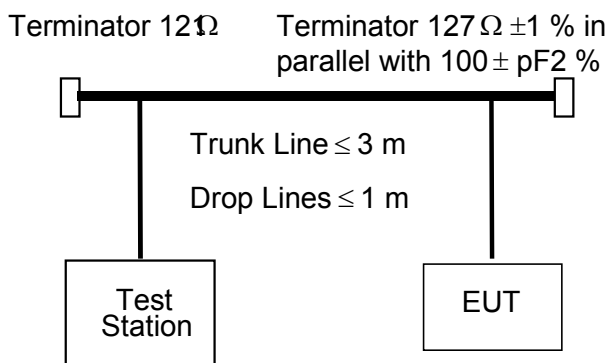 Terminator 121Ω
Terminator 127 Ω ±1 % in
parallel with 100 ± pF2 %
Trunk Line ≤ 3 m
Drop Lines ≤ 1 m
Test
Station
EUT